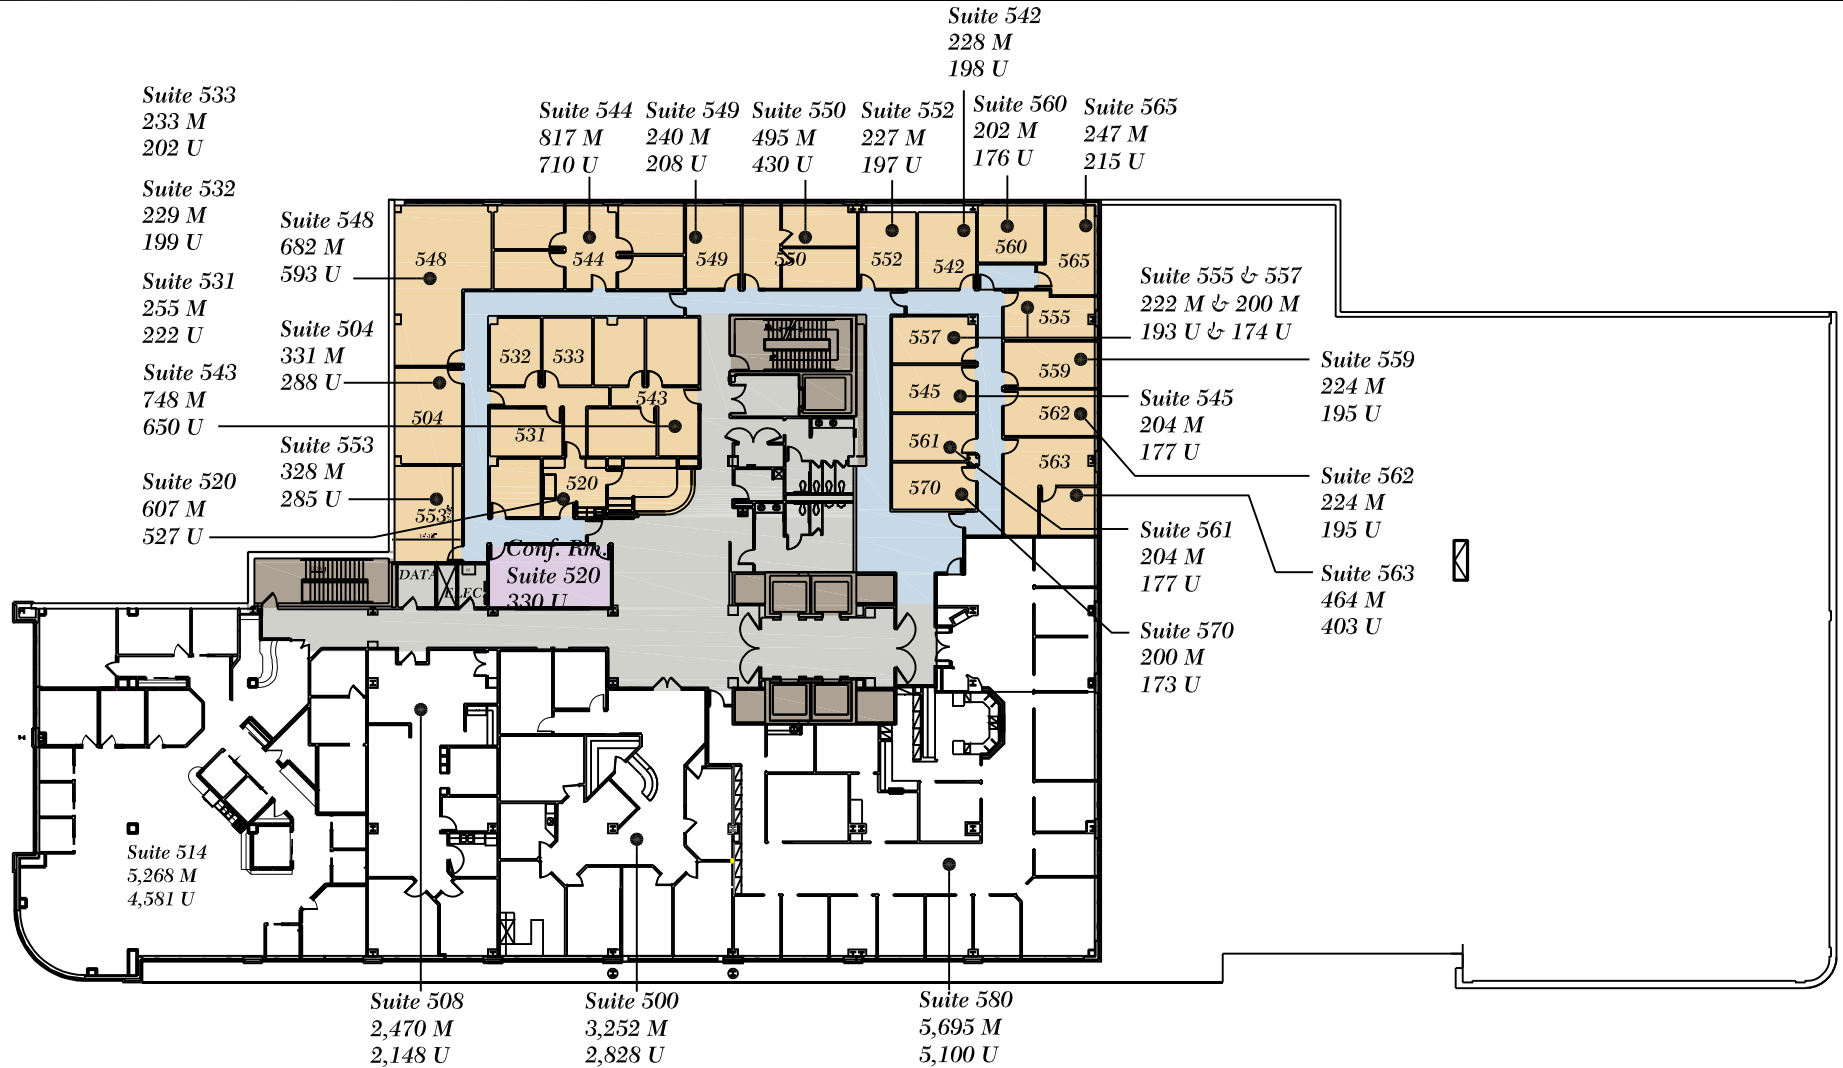 Suite 542
228 M
198 U
Suite 533
233 M
202 U
Suite 544
817 M
710 U
Suite 549
240 M
208 U
Suite 550
495 M
430 U
Suite 552
227 M
197 U
Suite 560
202 M
176 U
Suite 565
247 M
215 U
Suite 532
229 M
199 U
Suite 548
682 M
593 U
Suite 531
255 M
222 U
Suite 504
331 M
288 U
Suite 543
748 M
650 U
Suite 553
328 M
285 U
Suite 520
607 M
527 U
548
544
549
550
552
542
560
565
Suite 555 & 557
222 M & 200 M
193 U & 174 U
555
557
532
533
559
Suite 559
224 M
195 U
545
543
Suite 545
204 M
177 U
504
531
562
561
563
Suite 562
224 M
195 U
520
570
553
Suite 561
204 M
177 U
Conf. Rm.
Suite 520
330 U
DATA
ELEC
Suite 563
464 M
403 U
Suite 570
200 M
173 U
Suite 514
5,268 M
4,581 U
Suite 508
2,470 M
2,148 U
Suite 500
3,252 M
2,828 U
Suite 580
5,695 M
5,100 U